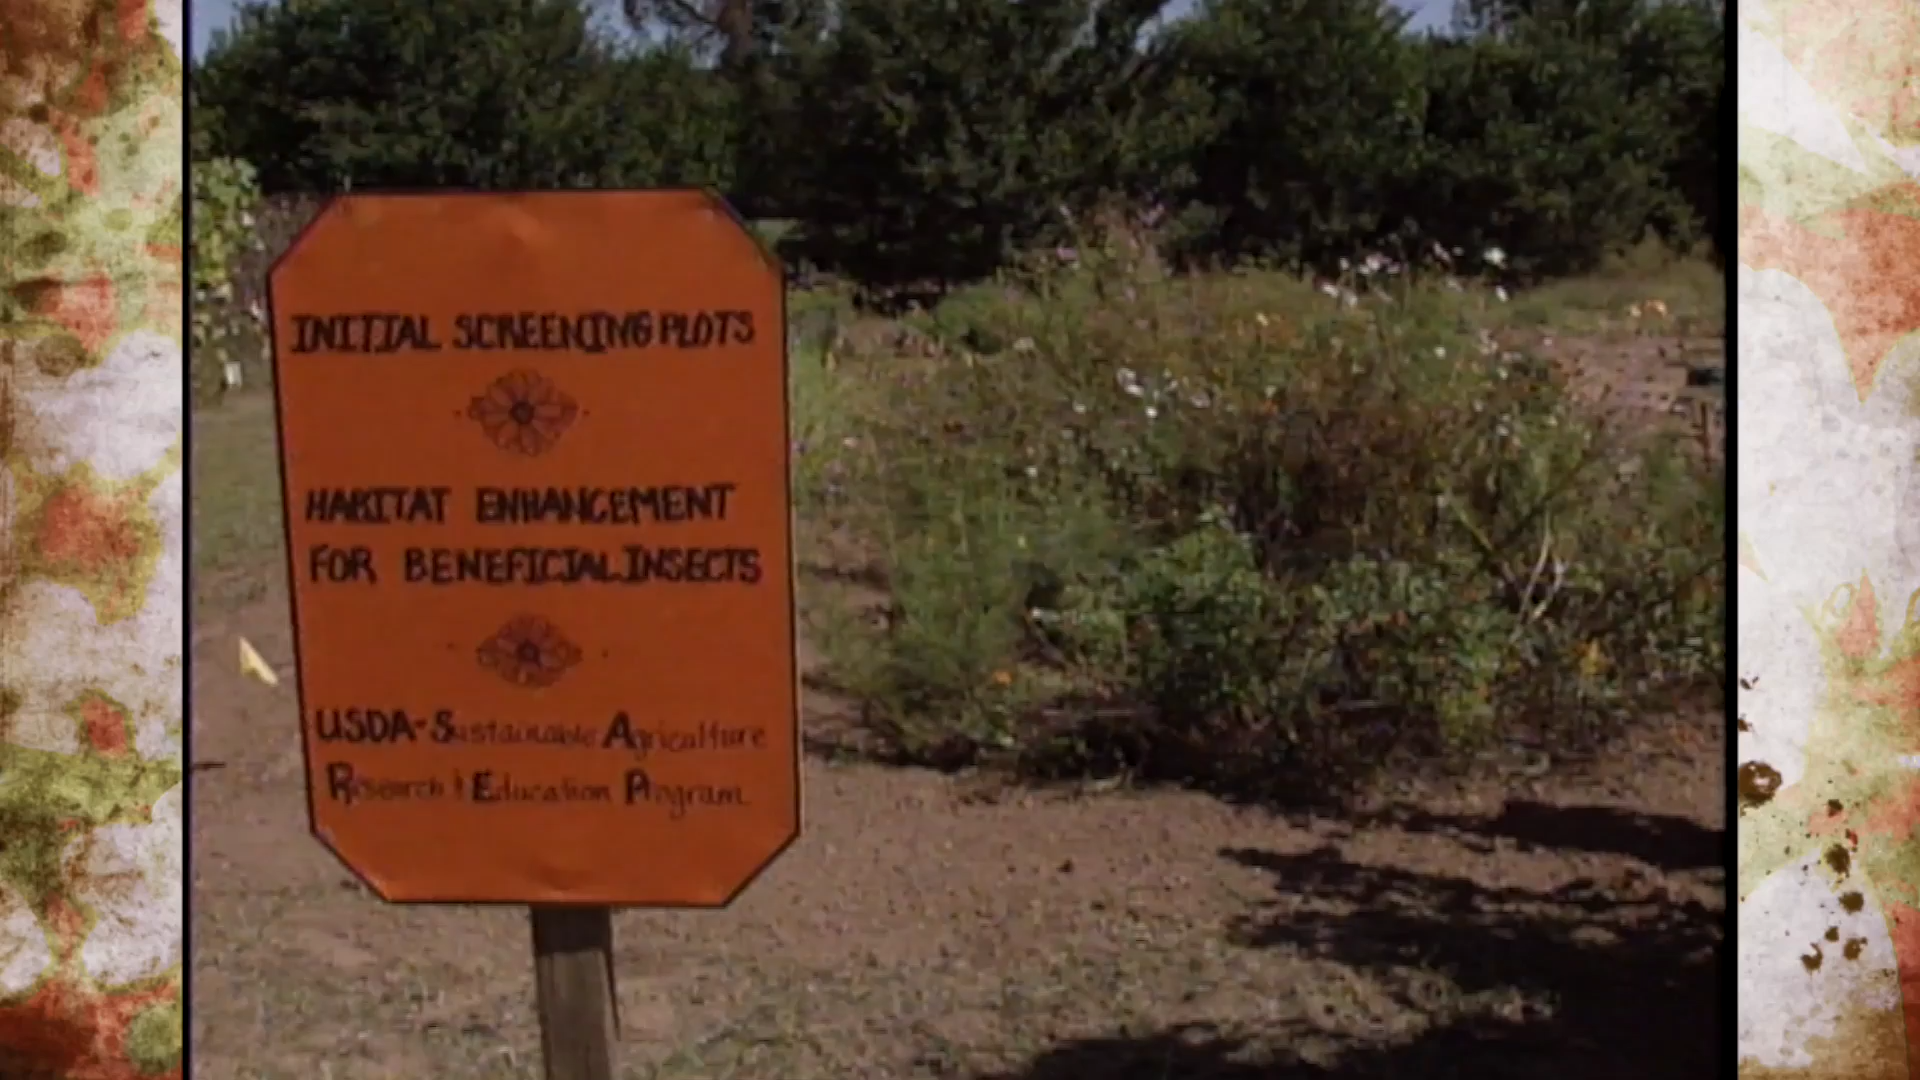 INITIAL SCREENING PLOTS
HABITAT ENHANCEMENT
FOR BENEFICIAL INSECTS
USDA-Sustainable Agriculture
Research & Education Program